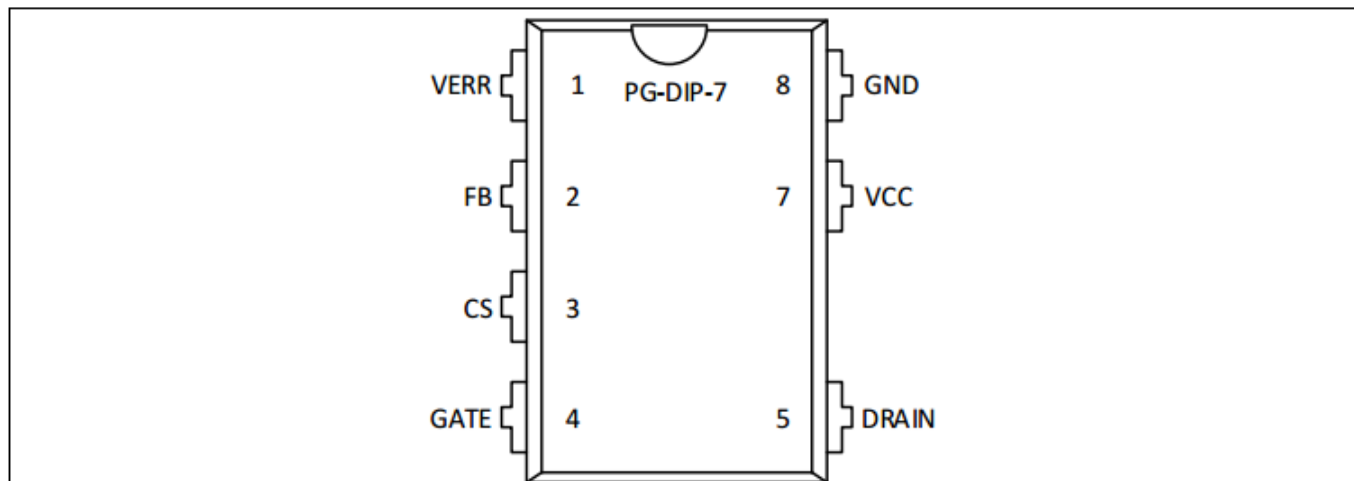 VERR 1 PG-DIP-7 8 GND
FB 2 7 VCC
CS 3
GATE 4 5 DRAIN